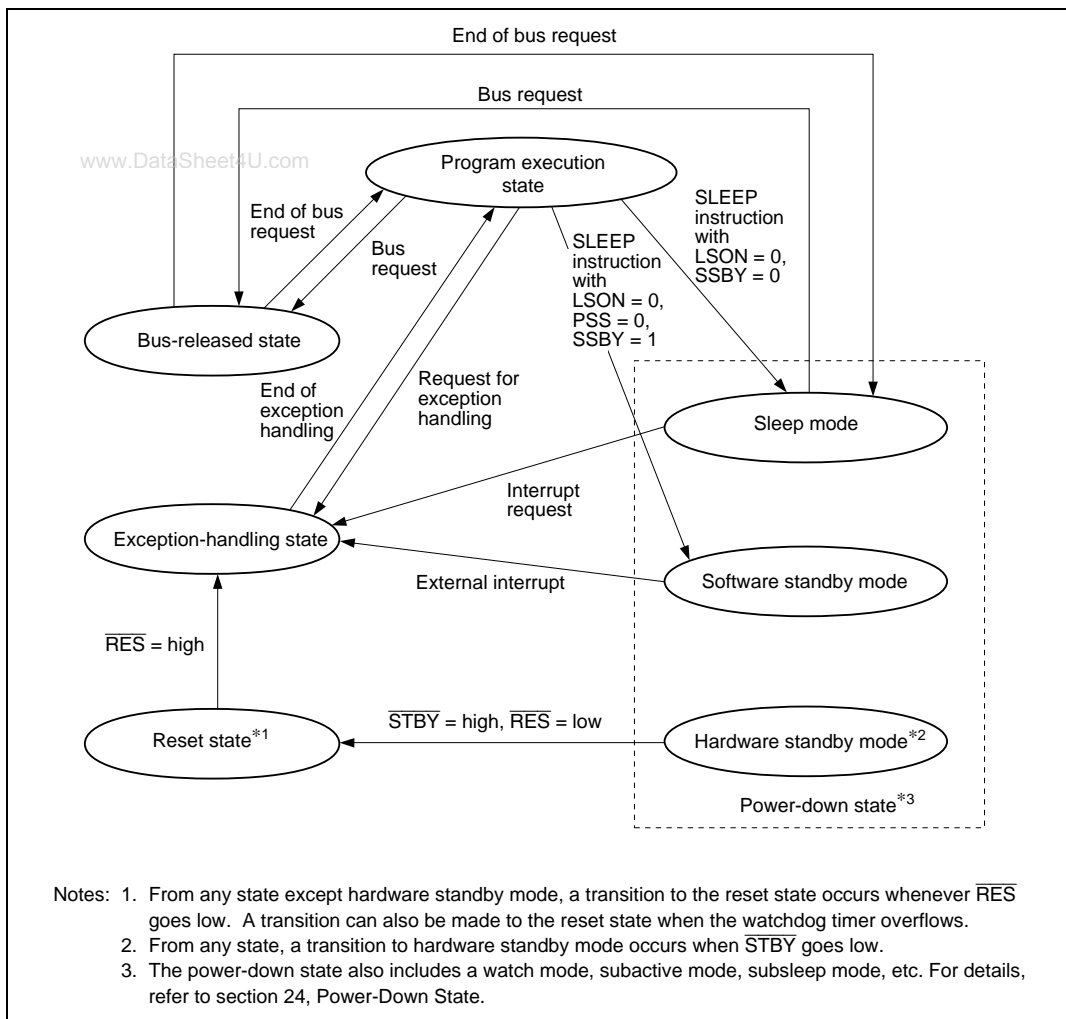 End of bus request
Bus request
www.DataSheet4U.com
Program execution
state
End of bus
request
Bus
request
SLEEP
instruction
with
LSON = 0,
PSS = 0,
SSBY = 1
SLEEP
instruction
with
LSON = 0,
SSBY = 0
Bus-released state
End of
exception
handling
Request for
exception
handling
Sleep mode
Interrupt
request
Exception-handling state
External interrupt
Software standby mode
R̅E̅S̅ = high
S̅T̅B̅Y̅ = high, R̅E̅S̅ = low
Reset state*1
Hardware standby mode*2
Power-down state*3
Notes: 1. From any state except hardware standby mode, a transition to the reset state occurs whenever R̅E̅S̅
goes low. A transition can also be made to the reset state when the watchdog timer overflows.
2. From any state, a transition to hardware standby mode occurs when S̅T̅B̅Y̅ goes low.
3. The power-down state also includes a watch mode, subactive mode, subsleep mode, etc. For details,
refer to section 24, Power-Down State.